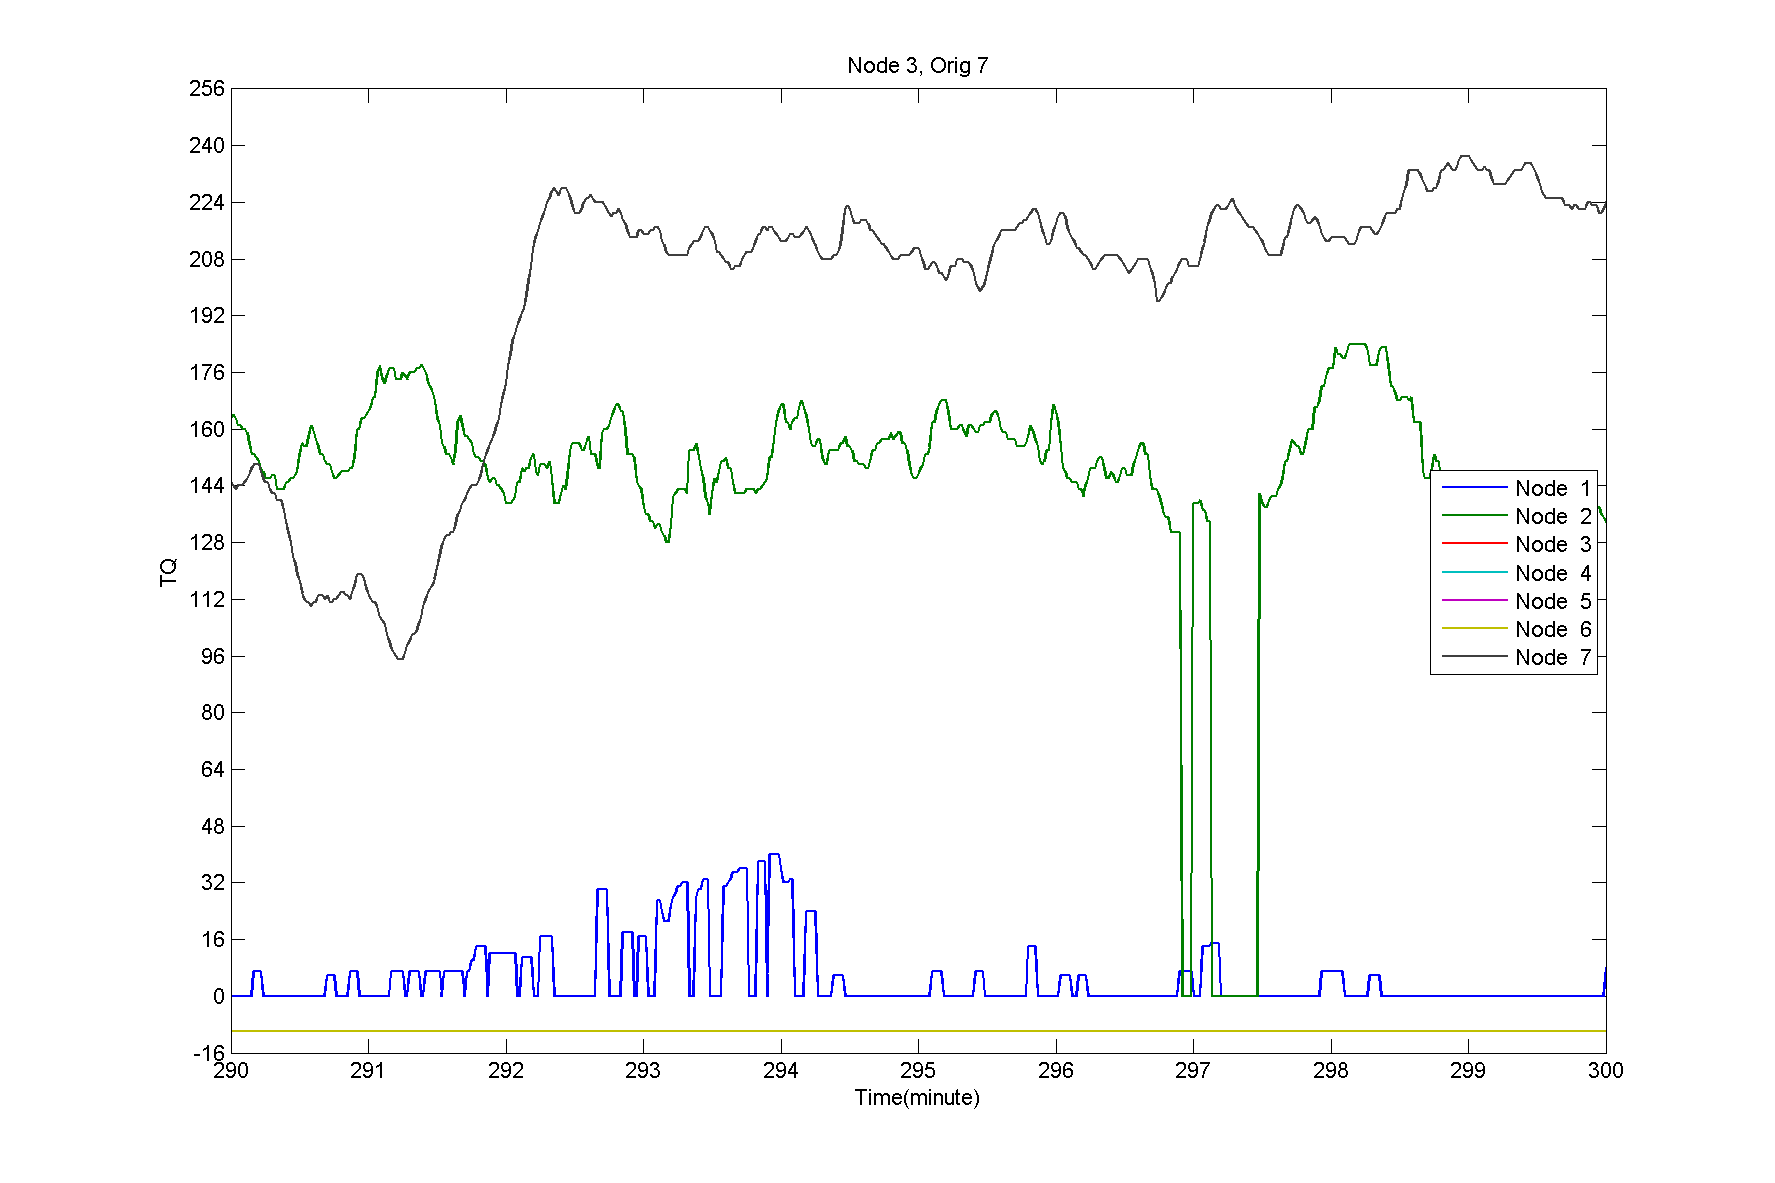 Node 3, Orig 7
256
240
224
208
192
176
160
144
128
112
96
80
64
48
32
16
0
-16
TQ
Node 1
Node 2
Node 3
Node 4
Node 5
Node 6
Node 7
290 291 292 293 294 295 296 297 298 299 300
Time(minute)